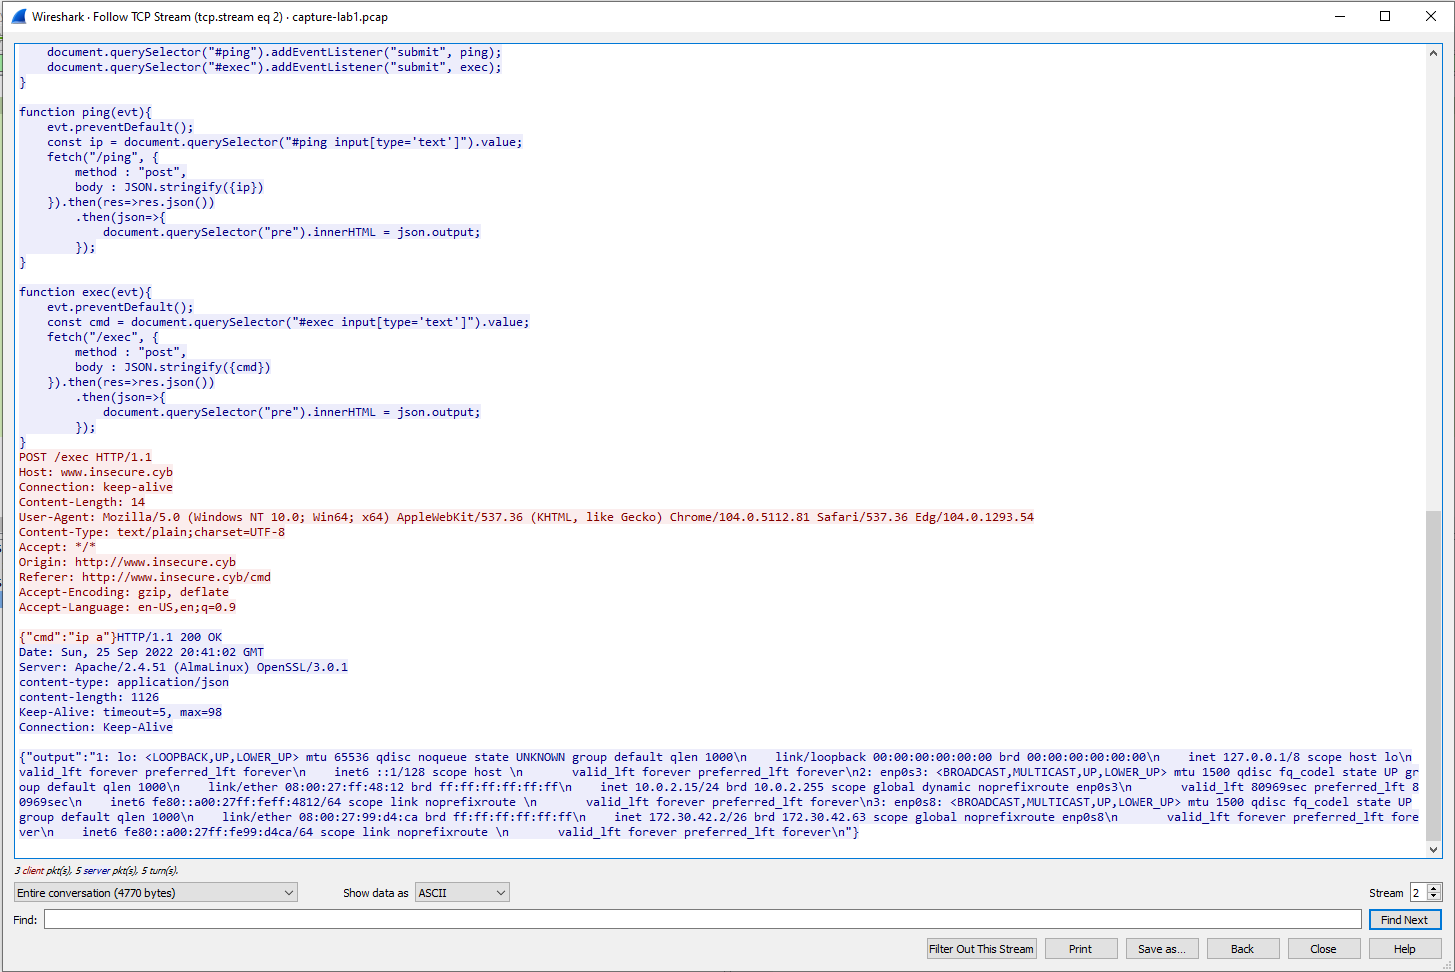 Wireshark · Follow TCP Stream (tcp.stream eq 2) · capture-lab1.pcap
document.querySelector("#ping").addEventListener("submit", ping);
document.querySelector("#exec").addEventListener("submit", exec);
}
function ping(evt){
evt.preventDefault();
const ip = document.querySelector("#ping input[type='text']").value;
fetch("/ping", {
method : "post",
body : JSON.stringify({ip})
}).then(res=>res.json())
.then(json=>{
document.querySelector("pre").innerHTML = json.output;
});
}
function exec(evt){
evt.preventDefault();
const cmd = document.querySelector("#exec input[type='text']").value;
fetch("/exec", {
method : "post",
body : JSON.stringify({cmd})
}).then(res=>res.json())
.then(json=>{
document.querySelector("pre").innerHTML = json.output;
});
}
POST /exec HTTP/1.1
Host: www.insecure.cyb
Connection: keep-alive
Content-Length: 14
User-Agent: Mozilla/5.0 (Windows NT 10.0; Win64; x64) AppleWebKit/537.36 (KHTML, like Gecko) Chrome/104.0.5112.81 Safari/537.36 Edg/104.0.1293.54
Content-Type: text/plain;charset=UTF-8
Accept: */*
Origin: http://www.insecure.cyb
Referer: http://www.insecure.cyb/cmd
Accept-Encoding: gzip, deflate
Accept-Language: en-US,en;q=0.9
{"cmd":"ip a"}HTTP/1.1 200 OK
Date: Sun, 25 Sep 2022 20:41:02 GMT
Server: Apache/2.4.51 (AlmaLinux) OpenSSL/3.0.1
content-type: application/json
content-length: 1126
Keep-Alive: timeout=5, max=98
Connection: Keep-Alive
{"output":"1: lo: <LOOPBACK,UP,LOWER_UP> mtu 65536 qdisc noqueue state UNKNOWN group default qlen 1000\n    link/loopback 00:00:00:00:00:00 brd 00:00:00:00:00:00\n    inet 127.0.0.1/8 scope host lo\n
valid_lft forever preferred_lft forever\n    inet6 ::1/128 scope host \n       valid_lft forever preferred_lft forever\n2: enp0s3: <BROADCAST,MULTICAST,UP,LOWER_UP> mtu 1500 qdisc fq_codel state UP gr
oup default qlen 1000\n    link/ether 08:00:27:ff:48:12 brd ff:ff:ff:ff:ff:ff\n    inet 10.0.2.15/24 brd 10.0.2.255 scope global dynamic noprefixroute enp0s3\n       valid_lft 80969sec preferred_lft 8
0969sec\n    inet6 fe80::a00:27ff:feff:4812/64 scope link noprefixroute \n       valid_lft forever preferred_lft forever\n3: enp0s8: <BROADCAST,MULTICAST,UP,LOWER_UP> mtu 1500 qdisc fq_codel state UP
group default qlen 1000\n    link/ether 08:00:27:99:d4:ca brd ff:ff:ff:ff:ff:ff\n    inet 172.30.42.2/26 brd 172.30.42.63 scope global noprefixroute enp0s8\n       valid_lft forever preferred_lft fore
ver\n    inet6 fe80::a00:27ff:fe99:d4ca/64 scope link noprefixroute \n       valid_lft forever preferred_lft forever\n"}
3 client pkt(s), 5 server pkt(s), 5 turn(s).
Entire conversation (4770 bytes) Show data as ASCII Stream 2
Find: Find Next
Filter Out This Stream Print Save as... Back Close Help